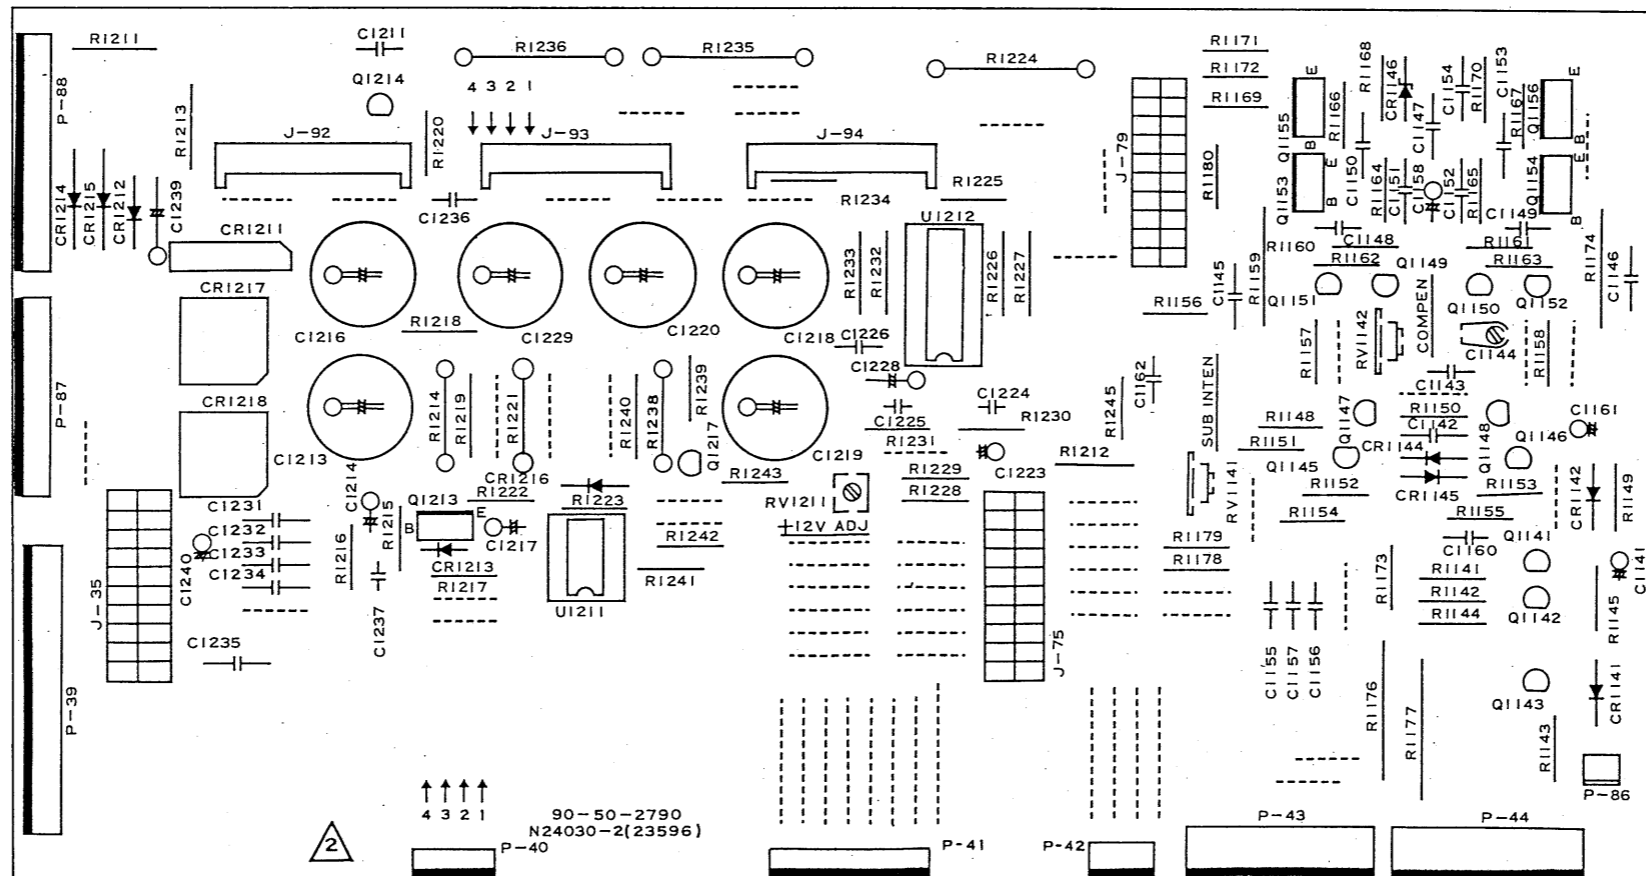 R1211
C1211
R1236
R1235
R1224
R1171
R1172
R1169
R1168
CR1146
C1154
R1170
C1153
E
P-88
Q1214
4 3 2 1
R1213
R1220
J-92
J-93
J-94
J-79
R1166
C1147
R1167
Q1156
E
B
Q1155
B
R1180
C1150
R1164
C1151
C1158
C1152
R1165
E
Q1154
B
E
Q1153
B
CR1214
CR1215
CR1212
C1239
C1236
R1234
R1225
U1212
C1149
CR1211
R1233
R1232
R1226
R1227
R1160
C1148
R1161
R1162
R1163
R1174
C1146
CR1217
C1145
R1159
Q1149
Q1151
Q1150
Q1152
R1156
C1216
R1218
C1229
C1220
C1218
C1226
R1157
RV1142
COMPEN
C1144
R1158
P-87
C1228
C1162
SUB INTEN
C1143
CR1218
R1214
R1219
R1221
R1240
R1238
R1239
C1224
R1245
R1148
Q1147
R1150
C1142
Q1148
C1161
C1225
R1230
R1231
R1151
CR1144
Q1146
C1213
C1214
CR1216
Q1217
R1243
C1219
R1229
C1223
R1212
Q1145
R1152
CR1145
R1153
CR1142
R1149
C1231
R1215
Q1213
R1222
R1223
RV1211
R1228
RV1141
C1232
B
E
+12V ADJ
R1154
R1155
C1233
C1240
R1216
C1217
R1242
R1179
C1160
Q1141
C1234
CR1213
R1217
R1241
R1178
R1173
R1141
R1142
R1144
C1141
J-35
C1237
U1211
Q1142
R1145
C1235
J-75
C1155
C1157
C1156
P-39
R1176
R1177
Q1143
CR1141
R1143
4 3 2 1
90-50-2790
N24030-2(23596)
P-86
2
P-40
P-41
P-42
P-43
P-44